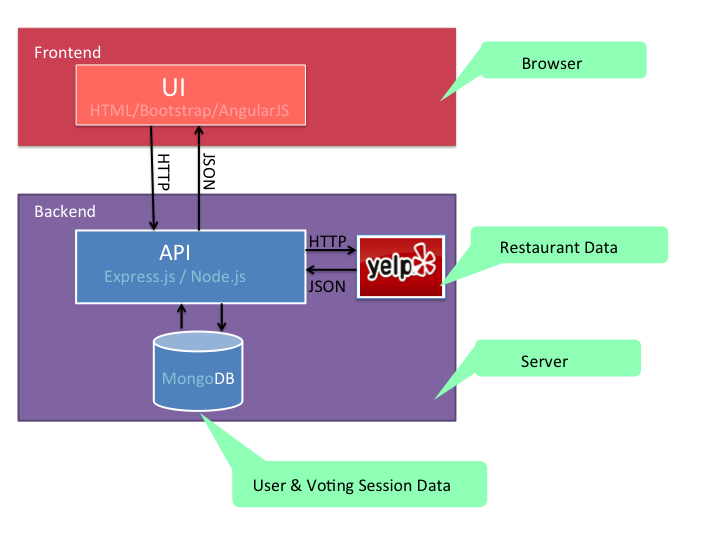 Frontend
Browser
UI
HTML/Bootstrap/AngularJS
HTTP
JSON
Backend
API
Express.js / Node.js
HTTP
JSON
yelp
Restaurant Data
MongoDB
Server
User & Voting Session Data